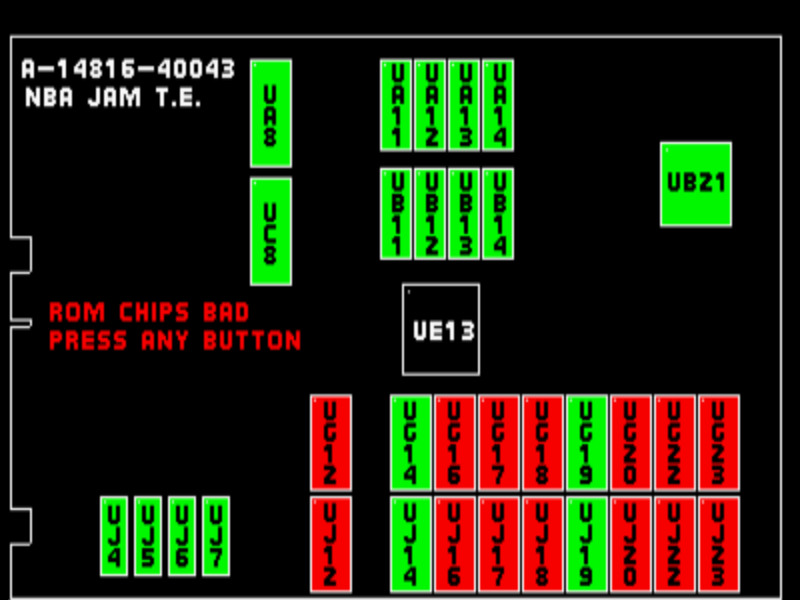 A-14816-40043
NBA JAM T.E.
UA8
UA11
UA12
UA13
UA14
UB21
UC8
UB11
UB12
UB13
UB14
ROM CHIPS BAD
PRESS ANY BUTTON
UE13
UG12
UG14
UG16
UG17
UG18
UG19
UG20
UG22
UG23
UJ4
UJ5
UJ6
UJ7
UJ12
UJ14
UJ16
UJ17
UJ18
UJ19
UJ20
UJ22
UJ23